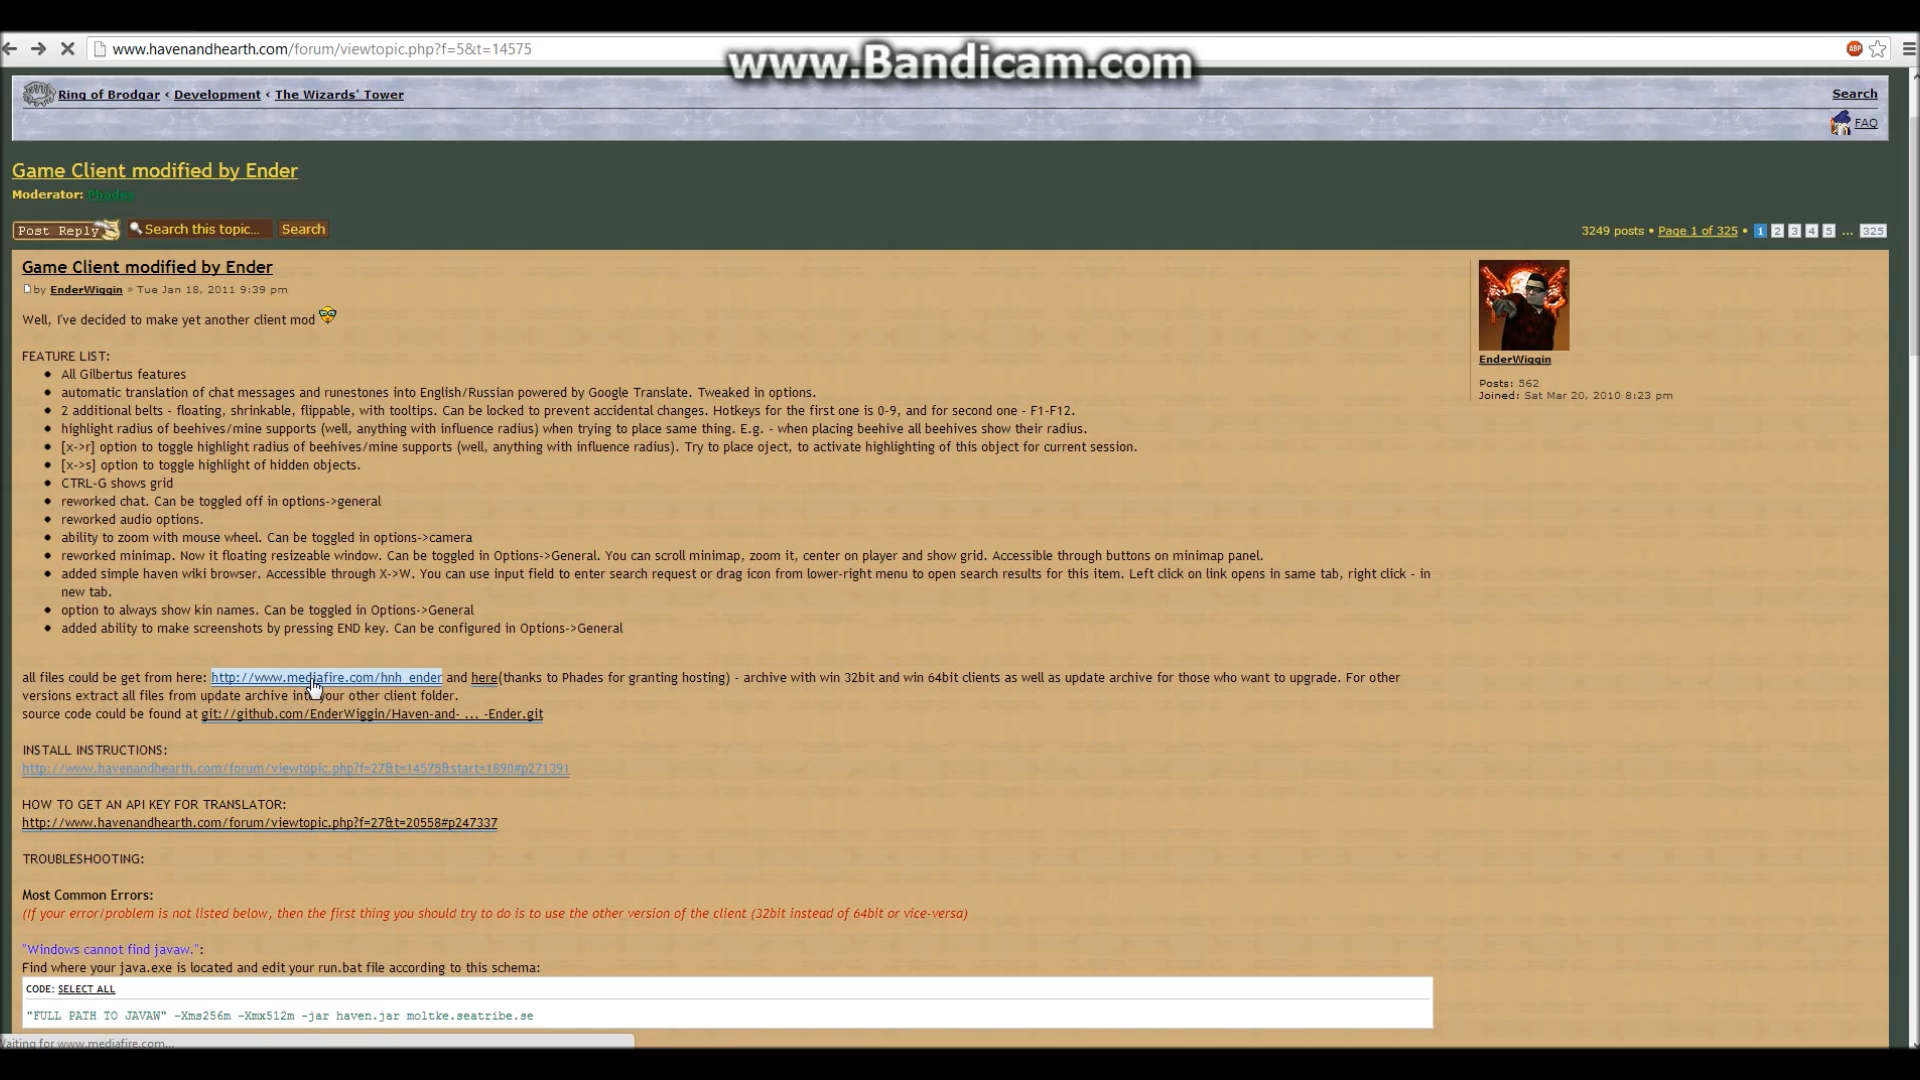 www.havenandhearth.com/forum/viewtopic.php?f=5&t=14575
www.Bandicam.com
ABP
Ring of Brodgar ‹ Development ‹ The Wizards' Tower
Search
FAQ
Game Client modified by Ender
Moderator: Phades
Post Reply
Search this topic...
Search
3249 posts • Page 1 of 325 • 1 2 3 4 5 ... 325
Game Client modified by Ender
by EnderWiggin » Tue Jan 18, 2011 9:39 pm
Well, I've decided to make yet another client mod
FEATURE LIST:
All Gilbertus features
automatic translation of chat messages and runestones into English/Russian powered by Google Translate. Tweaked in options.
2 additional belts - floating, shrinkable, flippable, with tooltips. Can be locked to prevent accidental changes. Hotkeys for the first one is 0-9, and for second one - F1-F12.
highlight radius of beehives/mine supports (well, anything with influence radius) when trying to place same thing. E.g. - when placing beehive all beehives show their radius.
[x->r] option to toggle highlight radius of beehives/mine supports (well, anything with influence radius). Try to place oject, to activate highlighting of this object for current session.
[x->s] option to toggle highlight of hidden objects.
CTRL-G shows grid
reworked chat. Can be toggled off in options->general
reworked audio options.
ability to zoom with mouse wheel. Can be toggled in options->camera
reworked minimap. Now it floating resizeable window. Can be toggled in Options->General. You can scroll minimap, zoom it, center on player and show grid. Accessible through buttons on minimap panel.
added simple haven wiki browser. Accessible through X->W. You can use input field to enter search request or drag icon from lower-right menu to open search results for this item. Left click on link opens in same tab, right click - in
new tab.
option to always show kin names. Can be toggled in Options->General
added ability to make screenshots by pressing END key. Can be configured in Options->General
EnderWiggin
Posts: 562
Joined: Sat Mar 20, 2010 8:23 pm
all files could be get from here: http://www.mediafire.com/hnh_ender and here(thanks to Phades for granting hosting) - archive with win 32bit and win 64bit clients as well as update archive for those who want to upgrade. For other
versions extract all files from update archive into your other client folder.
source code could be found at git://github.com/EnderWiggin/Haven-and- ... -Ender.git
INSTALL INSTRUCTIONS:
http://www.havenandhearth.com/forum/viewtopic.php?f=27&t=14575&start=1890#p271391
HOW TO GET AN API KEY FOR TRANSLATOR:
http://www.havenandhearth.com/forum/viewtopic.php?f=27&t=20558#p247337
TROUBLESHOOTING:
Most Common Errors:
(If your error/problem is not listed below, then the first thing you should try to do is to use the other version of the client (32bit instead of 64bit or vice-versa)
"Windows cannot find javaw.":
Find where your java.exe is located and edit your run.bat file according to this schema:
CODE: SELECT ALL
"FULL PATH TO JAVAW" -Xms256m -Xmx512m -jar haven.jar moltke.seatribe.se
Waiting for www.mediafire.com...